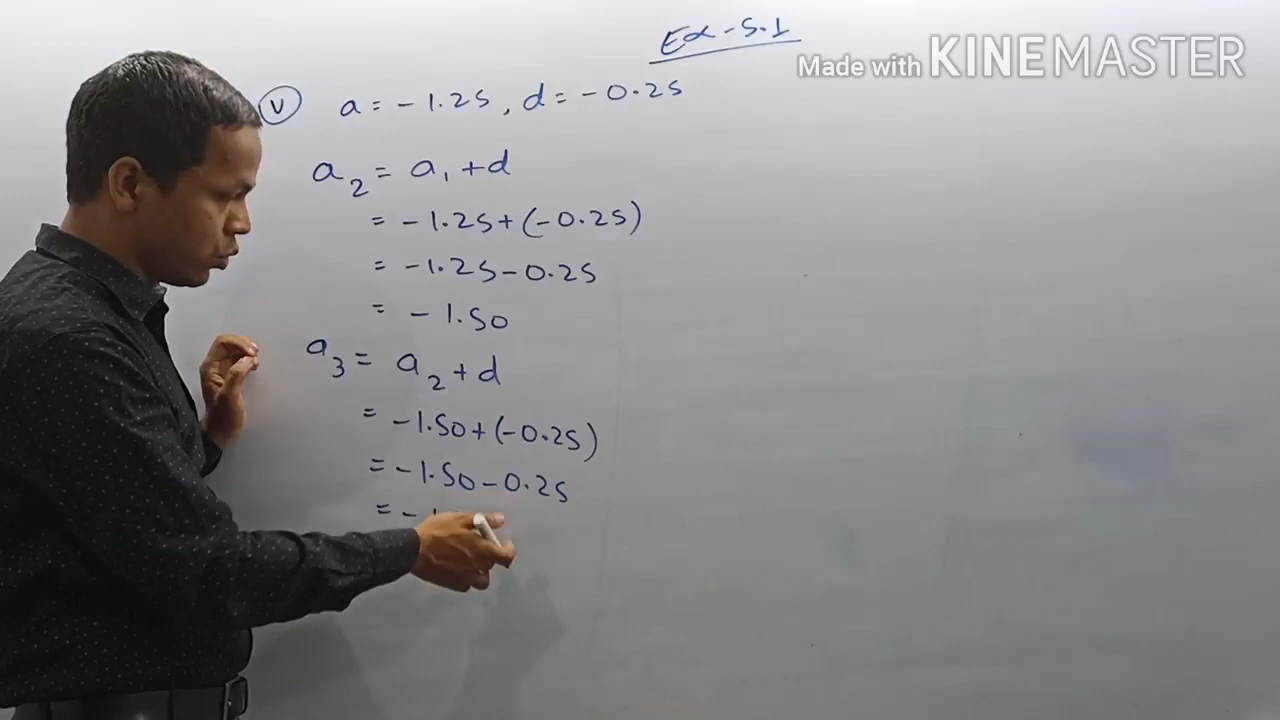 Ex-5.1
Made with KINEMASTER
(v) a = -1.25, d = -0.25
a₂ = a₁ + d
= -1.25 + (-0.25)
= -1.25 - 0.25
= -1.50
a₃ = a₂ + d
= -1.50 + (-0.25)
= -1.50 - 0.25
= -1